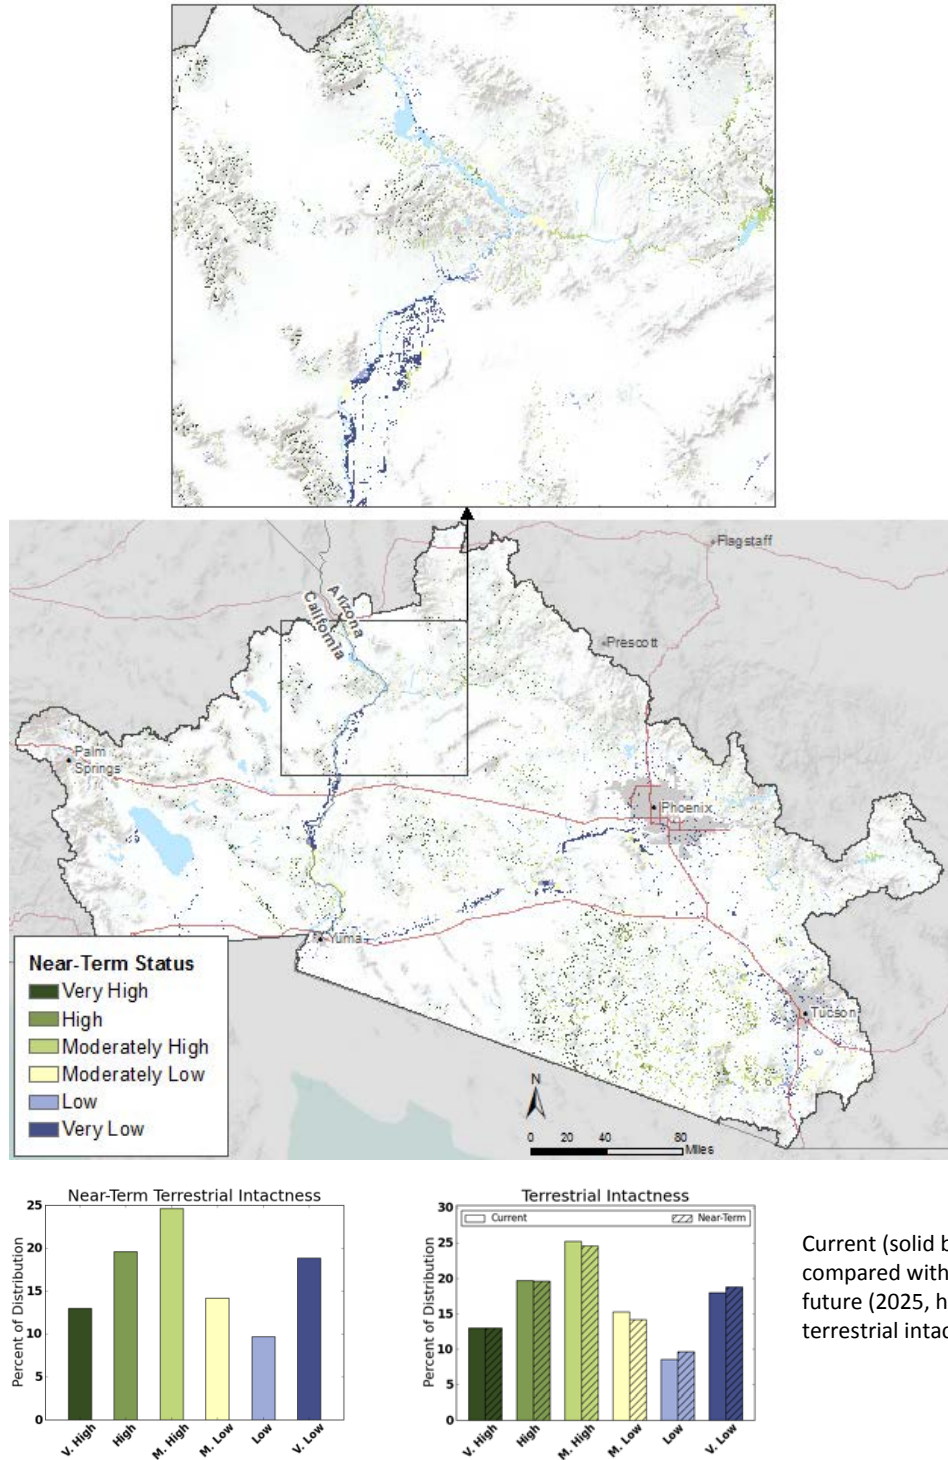 Arizona
California
Flagstaff
Prescott
Palm
Springs
Phoenix
Yuma
Tucson
Near-Term Status
Very High
High
Moderately High
Moderately Low
Low
Very Low
N
0 20 40 80
Miles
Near-Term Terrestrial Intactness
Percent of Distribution
25
20
15
10
5
0
V. High High M. High M. Low Low V. Low
Terrestrial Intactness
Current Near-Term
Percent of Distribution
30
25
20
15
10
5
0
V. High High M. High M. Low Low V. Low
Current (solid
compared with
future (2025,
terrestrial